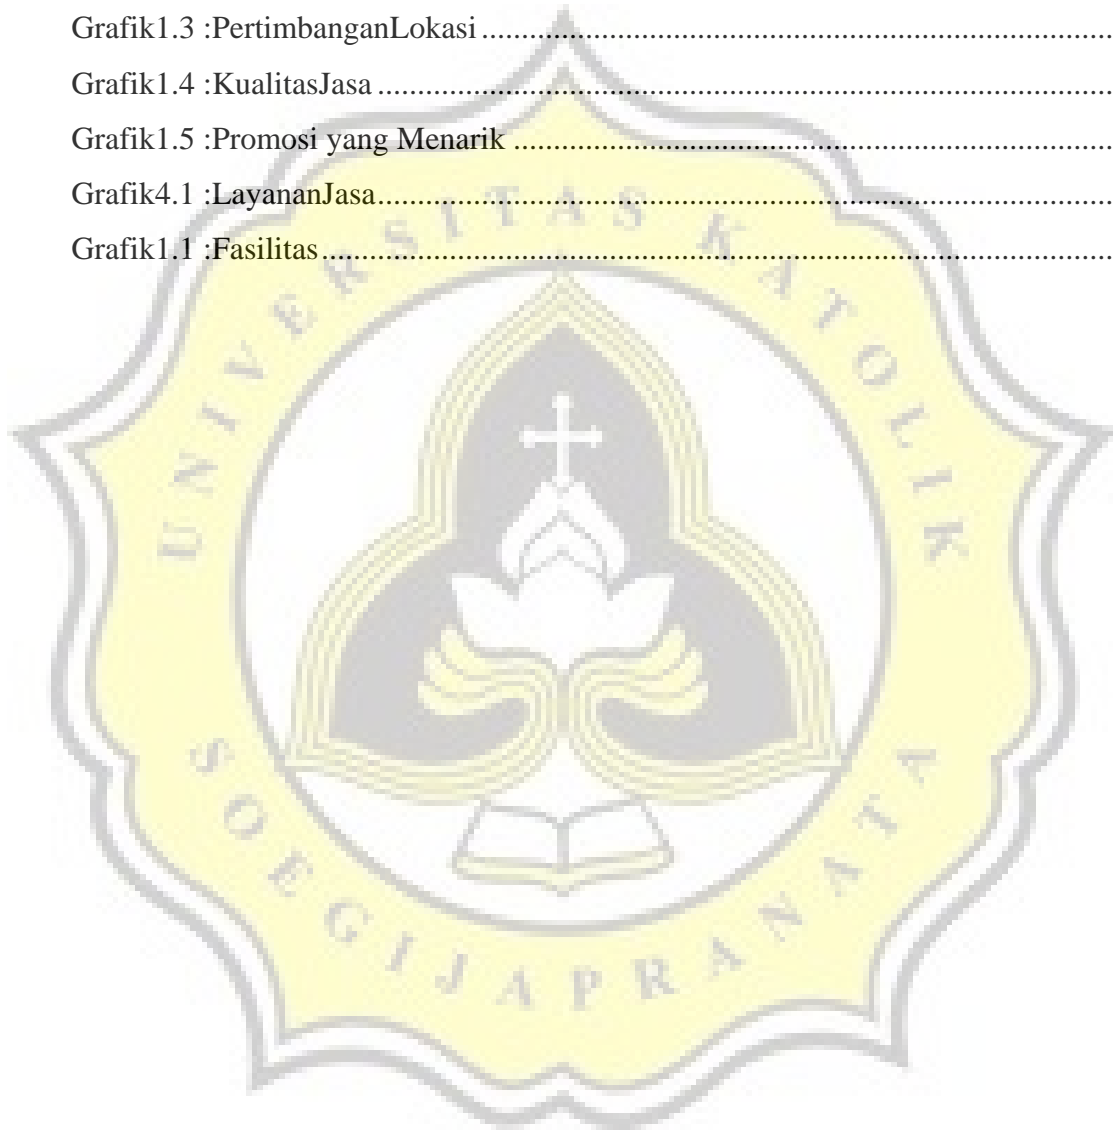 Grafik1.3 :PertimbanganLokasi ................................................................................
Grafik1.4 :KualitasJasa .............................................................................................
Grafik1.5 :Promosi yang Menarik ............................................................................
Grafik4.1 :LayananJasa.............................................................................................
Grafik1.1 :Fasilitas ...................................................................................................
UNIVERSITAS KATOLIK
SOEGIJAPRANATA